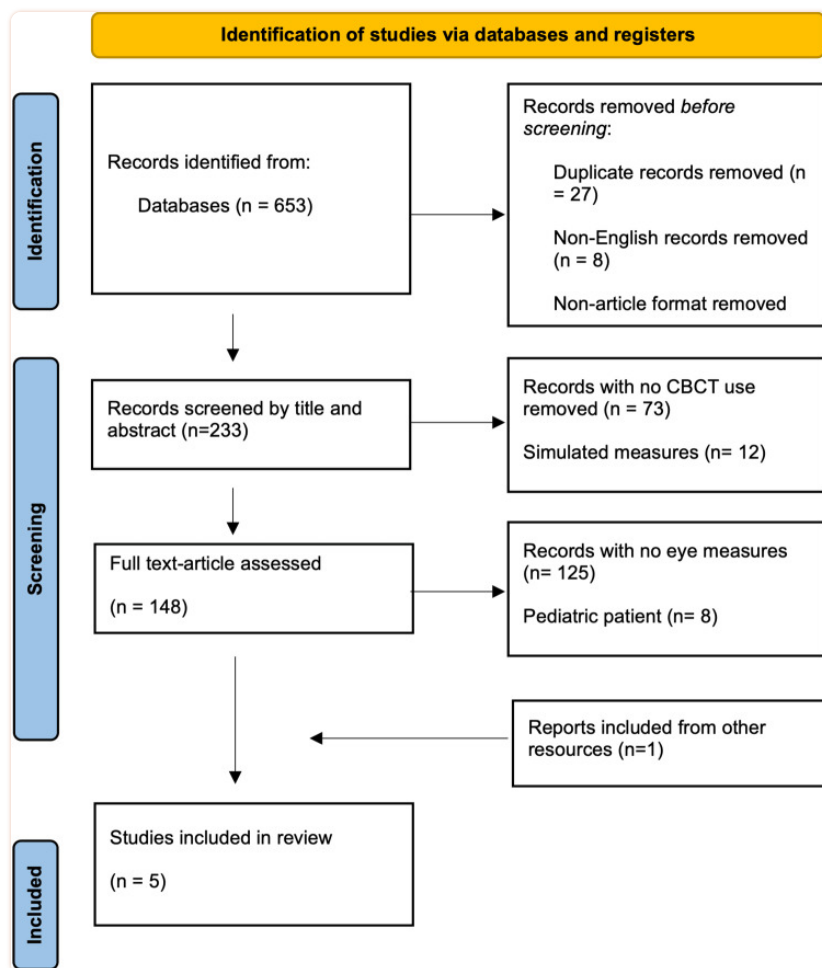 Identification of studies via databases and registers
Identification
Records identified from:
Databases (n = 653)
Records removed before
screening:
Duplicate records removed (n
= 27)
Non-English records removed
(n = 8)
Non-article format removed
Screening
Records screened by title and
abstract (n=233)
Records with no CBCT use
removed (n = 73)
Simulated measures (n= 12)
Full text-article assessed
(n = 148)
Records with no eye measures
(n= 125)
Pediatric patient (n= 8)
Reports included from other
resources (n=1)
Included
Studies included in review
(n = 5)